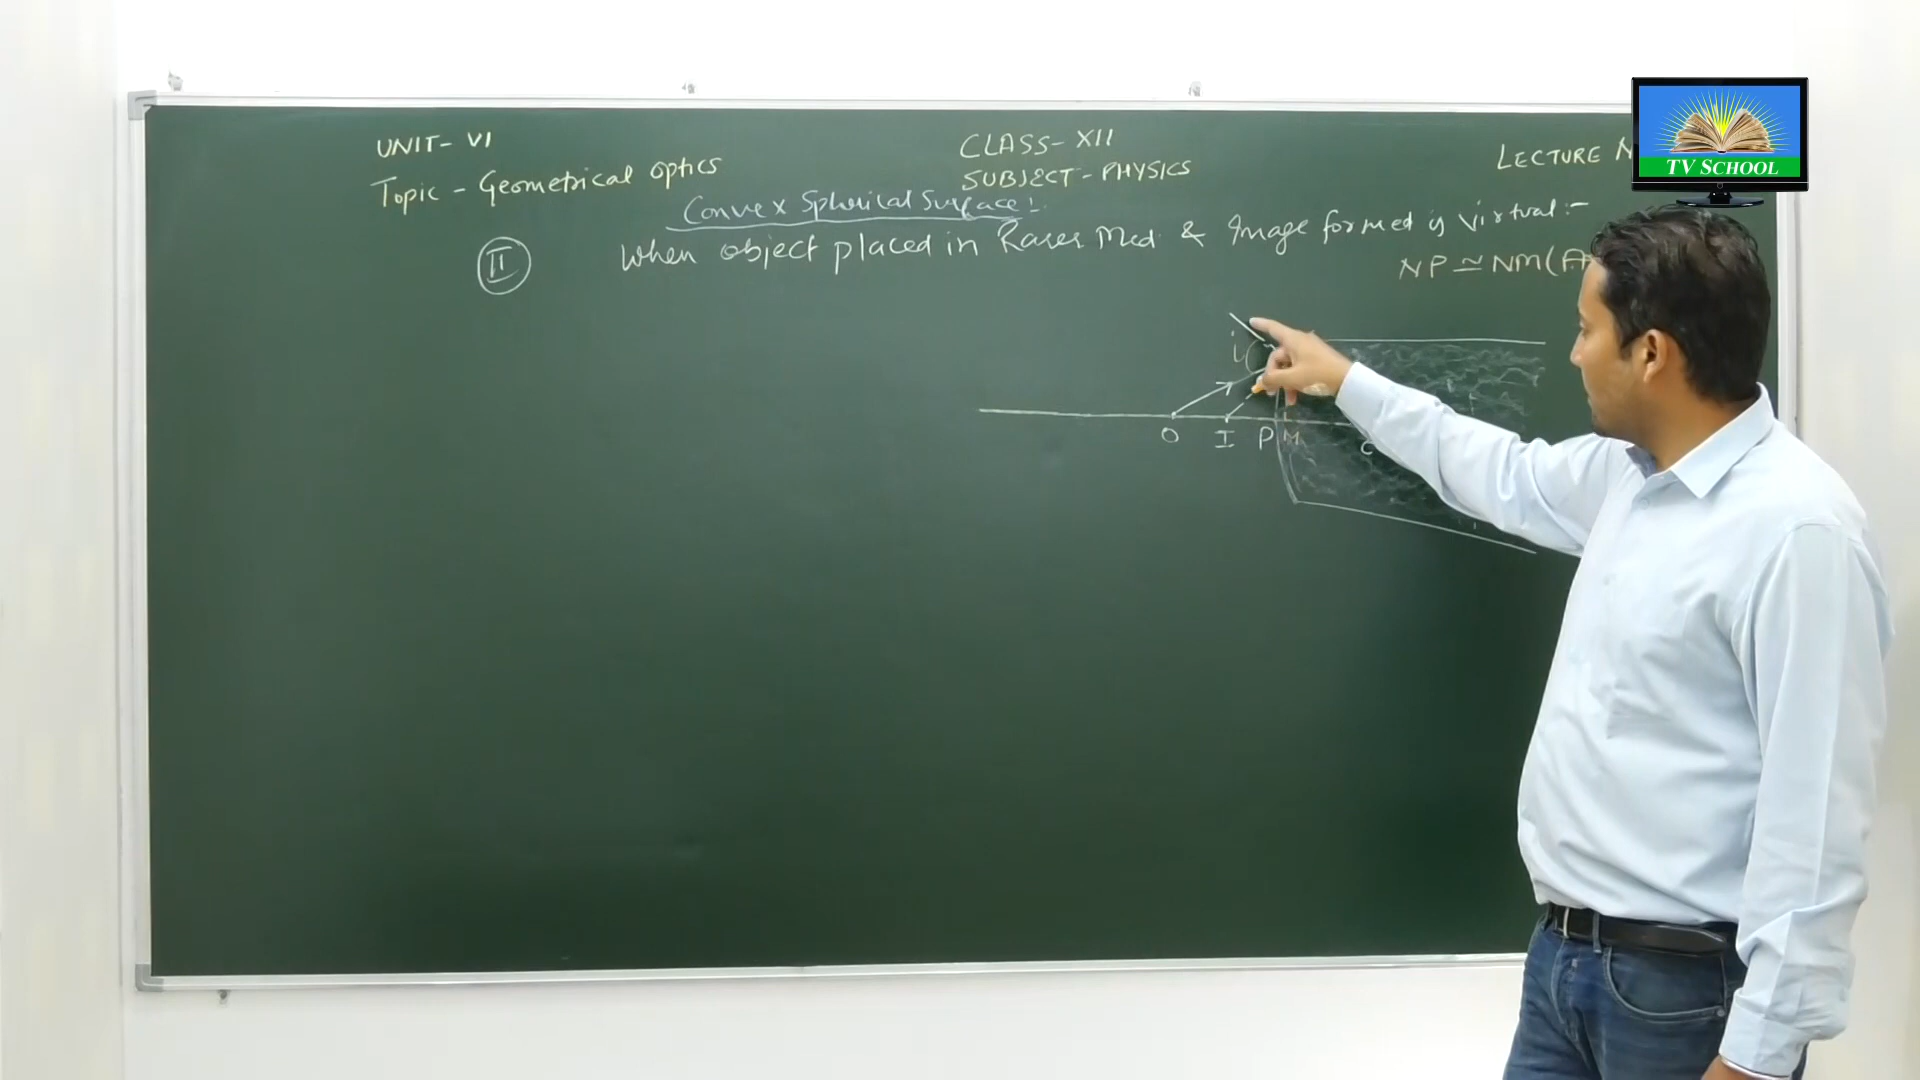 UNIT- VI
CLASS- XII
LECTURE
Topic - Geometrical optics
SUBJECT - PHYSICS
TV SCHOOL
Convex Spherical Surface :-
II
When object placed in Rarer Med & Image formed is virtual :-
NP ≃ NM (A
i
O I P M C